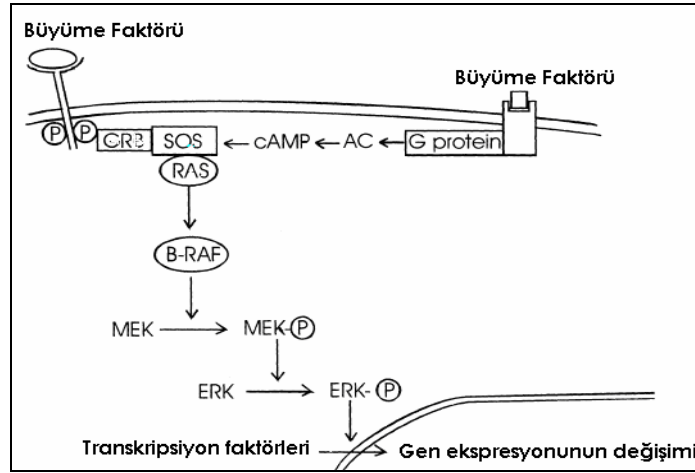 Büyüme Faktörü
Büyüme Faktörü
P P GRB SOS cAMP AC G protein
RAS
B-RAF
MEK MEK-P
ERK ERK-P
Transkripsiyon faktörleri Gen ekspresyonunun değişimi